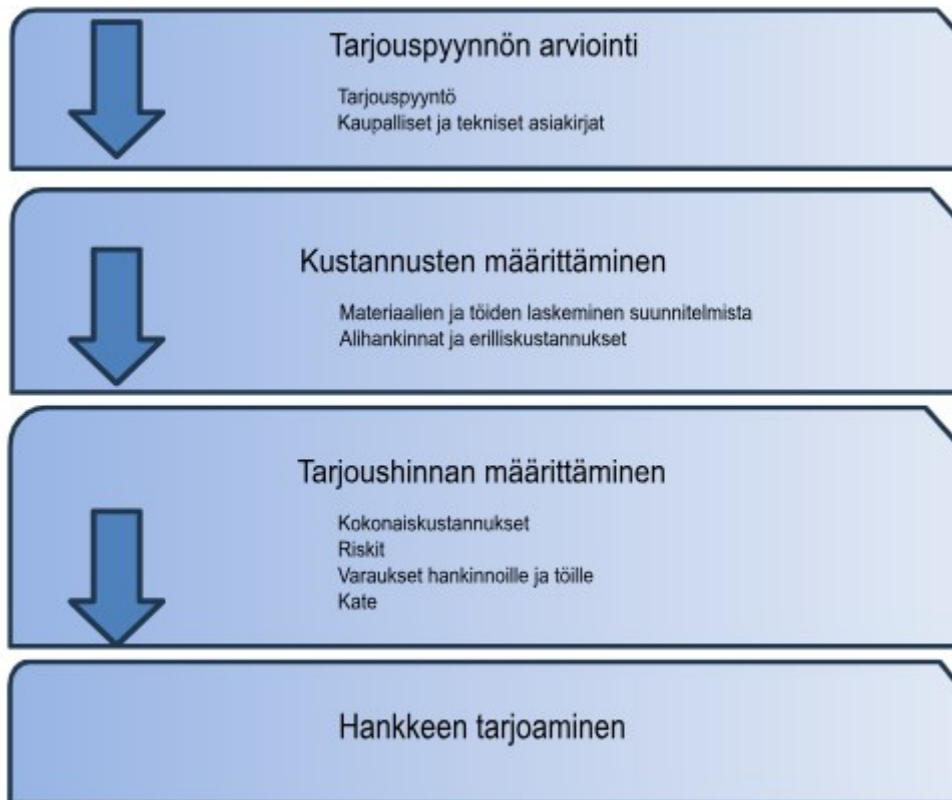 Tarjouspyynnön arviointi
Tarjouspyyntö
Kaupalliset ja tekniset asiakirjat
Kustannusten määrittäminen
Materiaalien ja töiden laskeminen suunnitelmista
Alihankinnat ja erilliskustannukset
Tarjoushinnan määrittäminen
Kokonaiskustannukset
Riskit
Varaukset hankinnoille ja töille
Kate
Hankkeen tarjoaminen